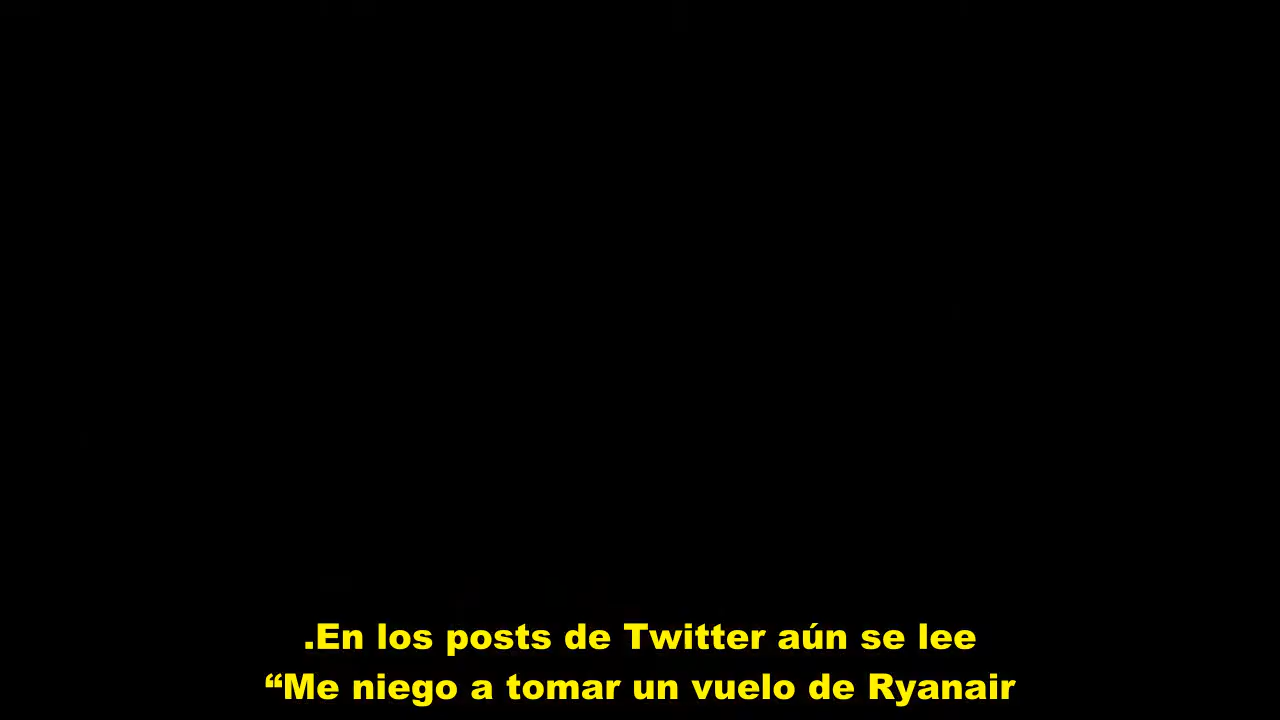 .En los posts de Twitter aún se lee
“Me niego a tomar un vuelo de Ryanair